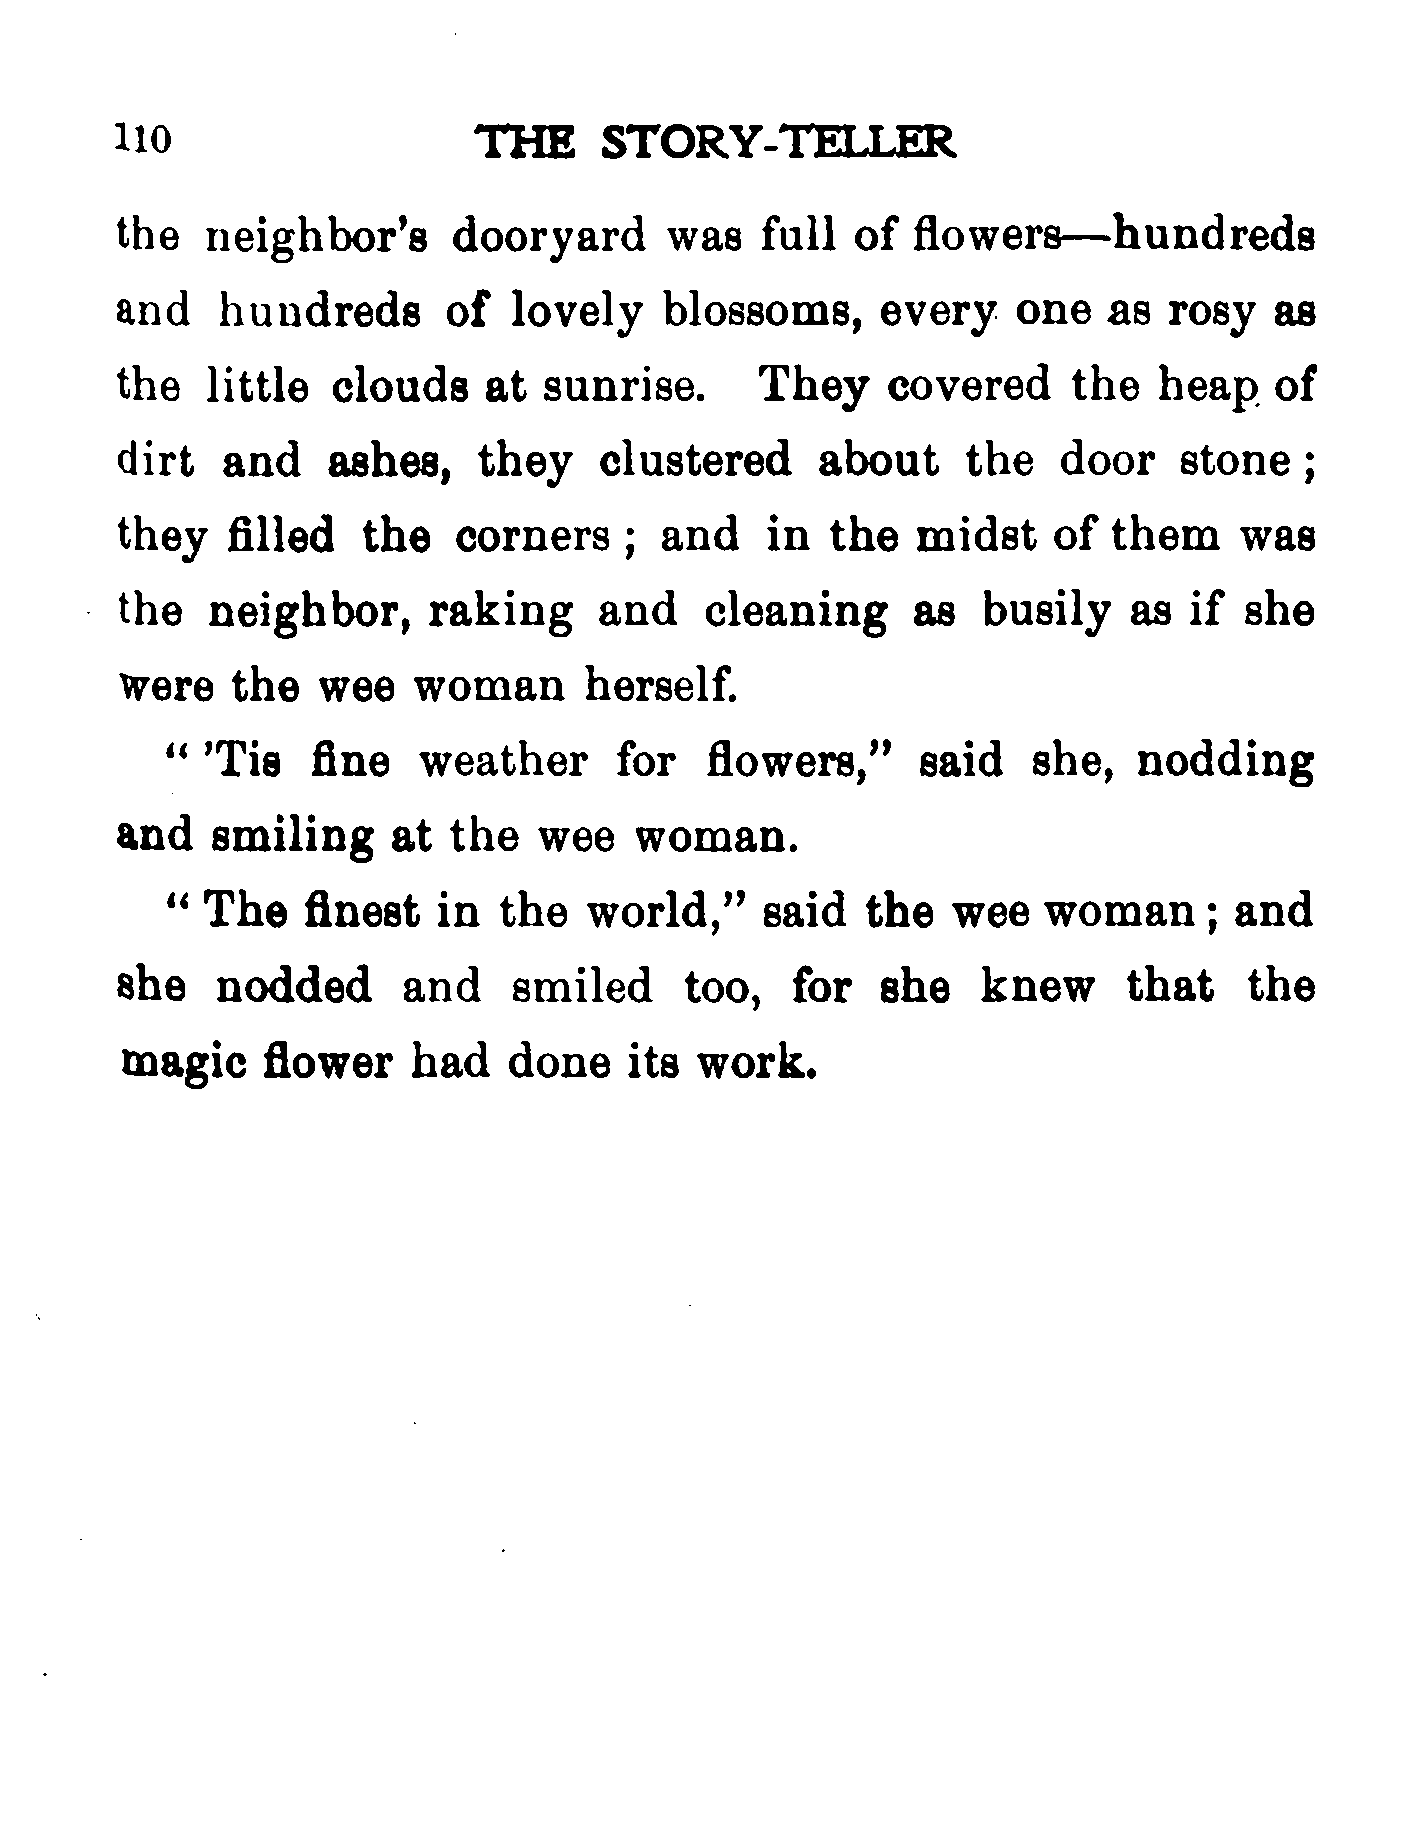 110 THE STORY-TELLER
the neighbor's dooryard was full of flowers—hundreds
and hundreds of lovely blossoms, every one as rosy as
the little clouds at sunrise. They covered the heap of
dirt and ashes, they clustered about the door stone ;
they filled the corners ; and in the midst of them was
the neighbor, raking and cleaning as busily as if she
were the wee woman herself.
" 'Tis fine weather for flowers," said she, nodding
and smiling at the wee woman.
" The finest in the world," said the wee woman ; and
she nodded and smiled too, for she knew that the
magic flower had done its work.